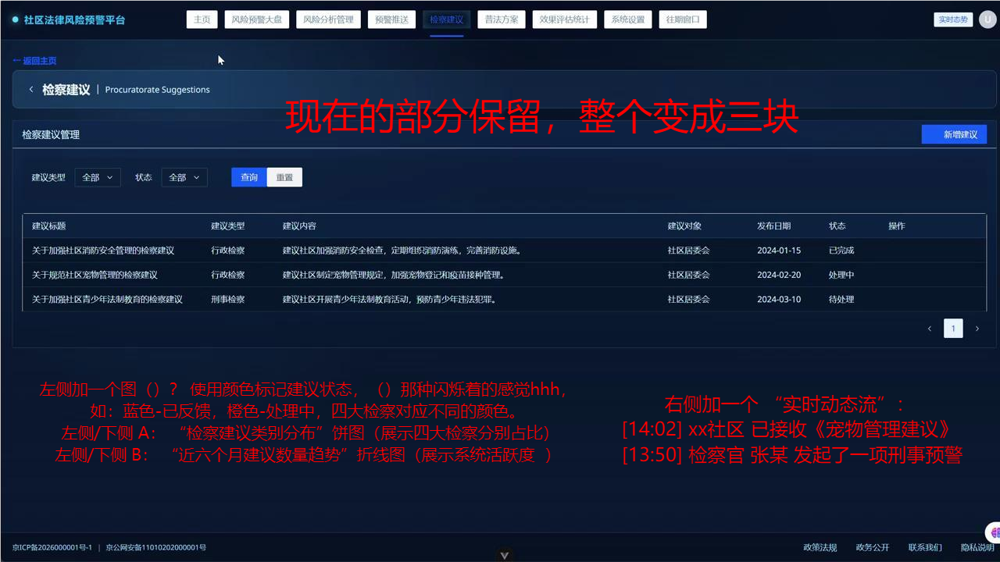 社区法律风险预警平台
主页 风险预警大盘 风险分析管理 预警推送 检察建议 普法方案 效果评估统计 系统设置 往期窗口
实时态势 U
←返回主页
检察建议 | Procuratorate Suggestions
现在的部分保留，整个变成三块
检察建议管理
新增建议
建议类型 全部 状态 全部 查询 重置
建议标题 建议类型 建议内容 建议对象 发布日期 状态 操作
关于加强社区消防安全管理的检察建议 行政检察 建议社区加强消防安全检查，定期组织消防演练，完善消防设施。 社区居委会 2024-01-15 已完成
关于规范社区宠物管理的检察建议 行政检察 建议社区制定宠物管理规定，加强宠物登记和疫苗接种管理。 社区居委会 2024-02-20 处理中
关于加强社区青少年法制教育的检察建议 刑事检察 建议社区开展青少年法制教育活动，预防青少年违法犯罪。 社区居委会 2024-03-10 待处理
1
左侧加一个图（）？ 使用颜色标记建议状态，（）那种闪烁着的感觉hhh，
如：蓝色-已反馈，橙色-处理中，四大检察对应不同的颜色。
左侧/下侧 A： “检察建议类别分布”饼图（展示四大检察分别占比）
左侧/下侧 B： “近六个月建议数量趋势”折线图（展示系统活跃度 ）
右侧加一个 “实时动态流”：
[14:02] xx社区 已接收《宠物管理建议》
[13:50] 检察官 张某 发起了一项刑事预警
京ICP备2026000001号-1 | 京公网安备11010202000001号
政策法规 政务公开 联系我们 隐私说明